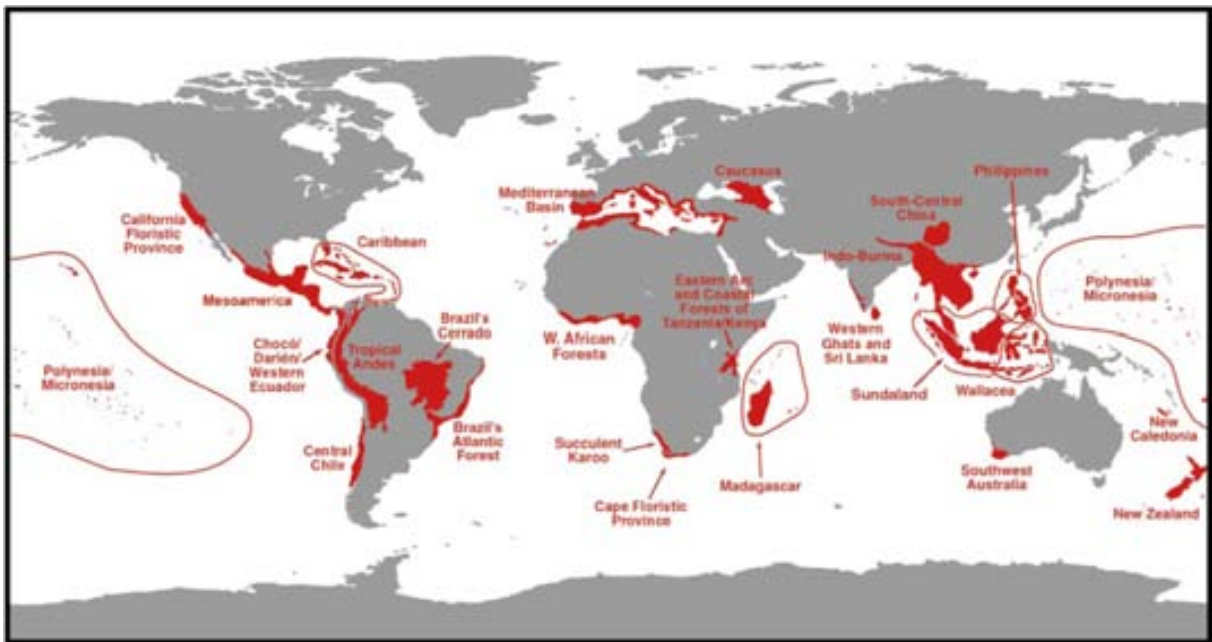 Philippines
Caucasus
Mediterranean
Basin
South-Central
China
California
Floristic
Province
Caribbean
Indo-Burma
Eastern Arc
and Coastal
Forests of
Tanzania/Kenya
Polynesia/
Micronesia
Mesoamerica
Brazil's
Cerrado
W. African
Forests
Western
Ghats and
Sri Lanka
Chocó/
Darién/
Western
Ecuador
Tropical
Andes
Polynesia/
Micronesia
Sundaland
Wallacea
New
Caledonia
Brazil's
Atlantic
Forest
Central
Chile
Succulent
Karoo
Madagascar
Southwest
Australia
Cape Floristic
Province
New Zealand